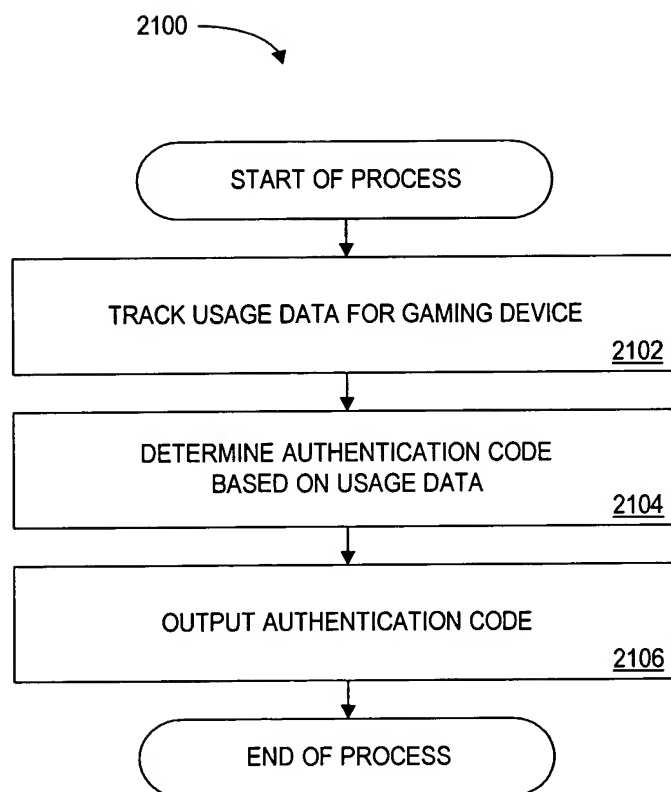 2100
START OF PROCESS
TRACK USAGE DATA FOR GAMING DEVICE
2102
DETERMINE AUTHENTICATION CODE
BASED ON USAGE DATA
2104
OUTPUT AUTHENTICATION CODE
2106
END OF PROCESS